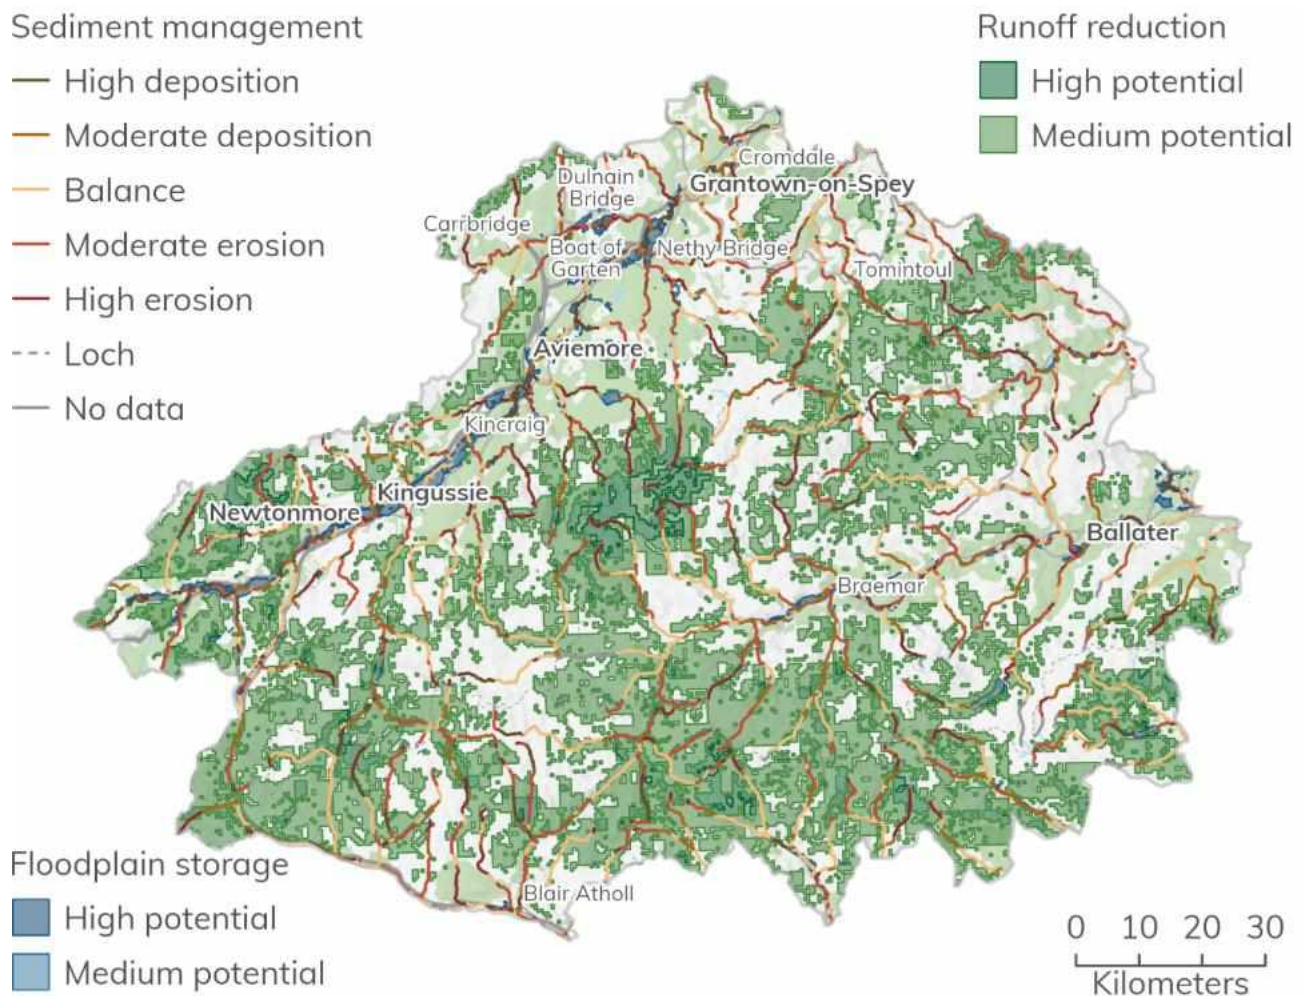 Sediment management
High deposition
Moderate deposition
Balance
Moderate erosion
High erosion
Loch
No data
Runoff reduction
High potential
Medium potential
Cromdale
Dulnain
Bridge
Grantown-on-Spey
Carrbridge
Boat of
Garten
Nethy Bridge
Tomintoul
Aviemore
Kincraig
Kingussie
Newtonmore
Ballater
Braemar
Blair Atholl
Floodplain storage
High potential
Medium potential
0 10 20 30
Kilometers